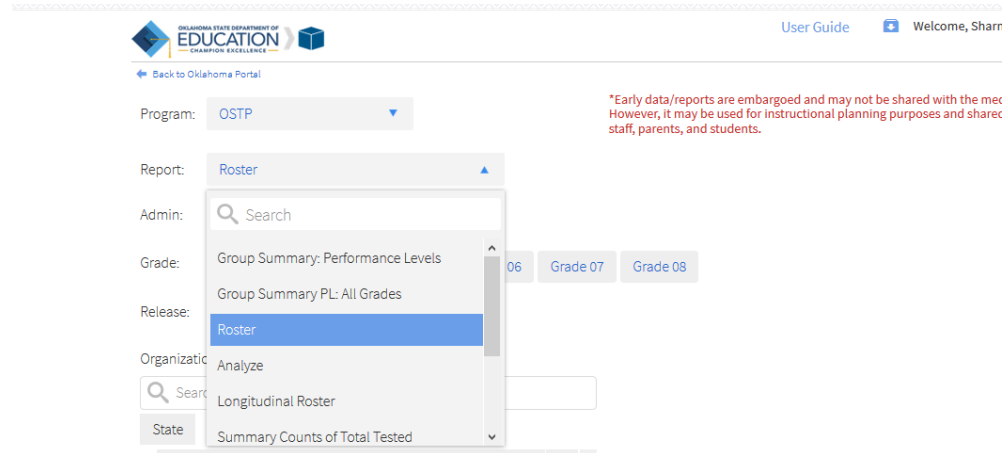 OKLAHOMA STATE DEPARTMENT OF
EDUCATION
CHAMPION EXCELLENCE
User Guide
Welcome,
Back to Oklahoma Portal
Program: OSTP
*Early data/reports are embargoed and may not be shared with the
However, it may be used for instructional planning purposes and shared
staff, parents, and students.
Report: Roster
Admin: Search
Grade: Group Summary: Performance Levels
06 Grade 07 Grade 08
Group Summary PL: All Grades
Release:
Roster
Analyze
Longitudinal Roster
State
Summary Counts of Total Tested